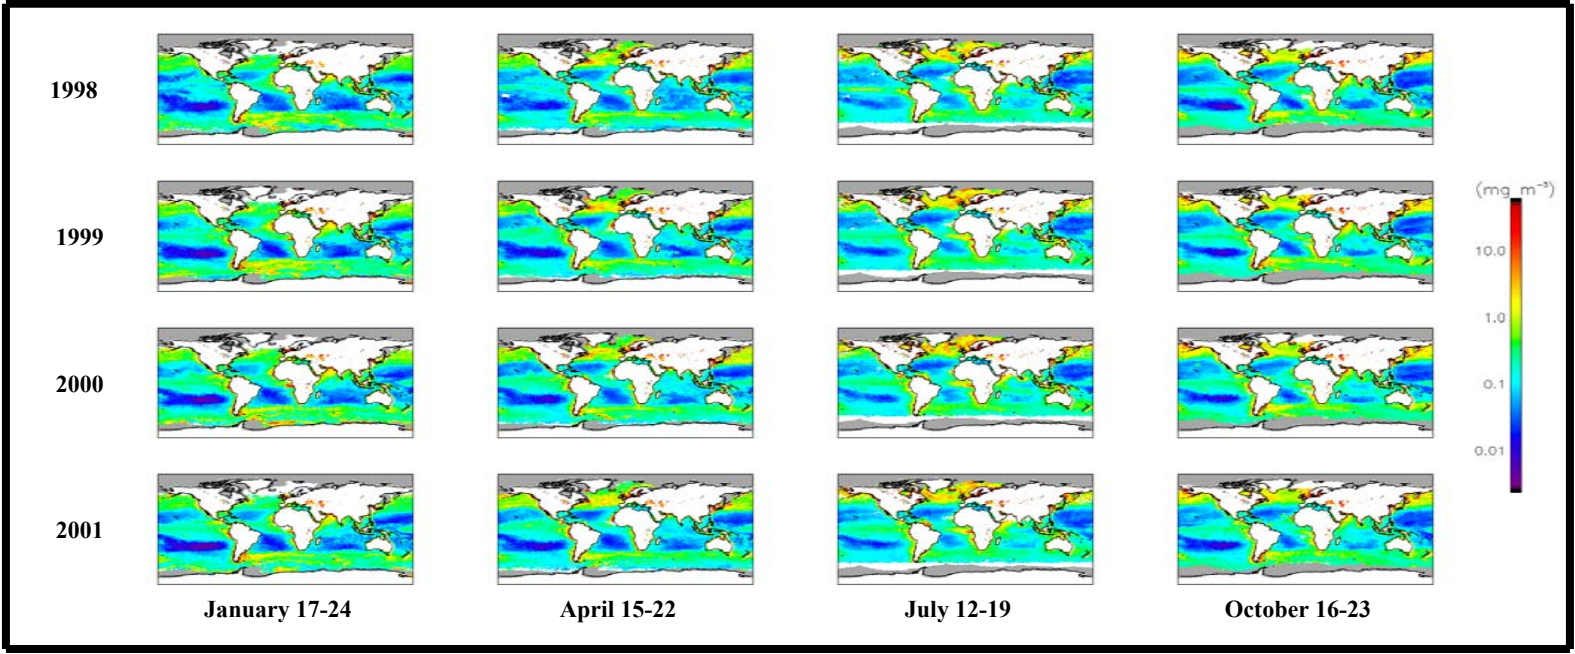 1998
1999
2000
2001
(mg m⁻³)
10.0
1.0
0.1
0.01
January 17-24
April 15-22
July 12-19
October 16-23